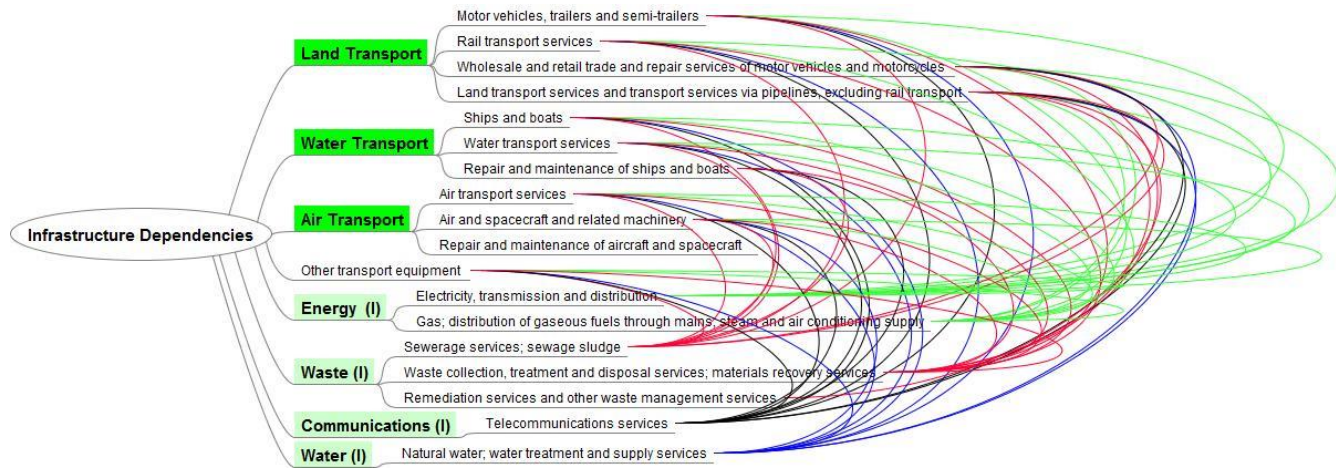 Motor vehicles, trailers and semi-trailers
Land Transport
Rail transport services
Wholesale and retail trade and repair services of motor vehicles and motorcycles
Land transport services and transport services via pipelines, excluding rail transport
Ships and boats
Water Transport
Water transport services
Repair and maintenance of ships and boats
Air transport services
Air Transport
Air and spacecraft and related machinery
Infrastructure Dependencies
Repair and maintenance of aircraft and spacecraft
Other transport equipment
Energy (I)
Electricity, transmission and distribution
Gas; distribution of gaseous fuels through mains; steam and air conditioning supply
Sewerage services; sewage sludge
Waste (I)
Waste collection, treatment and disposal services; materials recovery services
Remediation services and other waste management services
Communications (I)
Telecommunications services
Water (I)
Natural water; water treatment and supply services